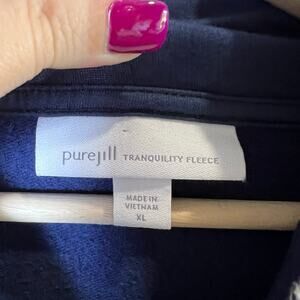 purejill TRANQUILITY FLEECE
MADE IN
VIETNAM
XL